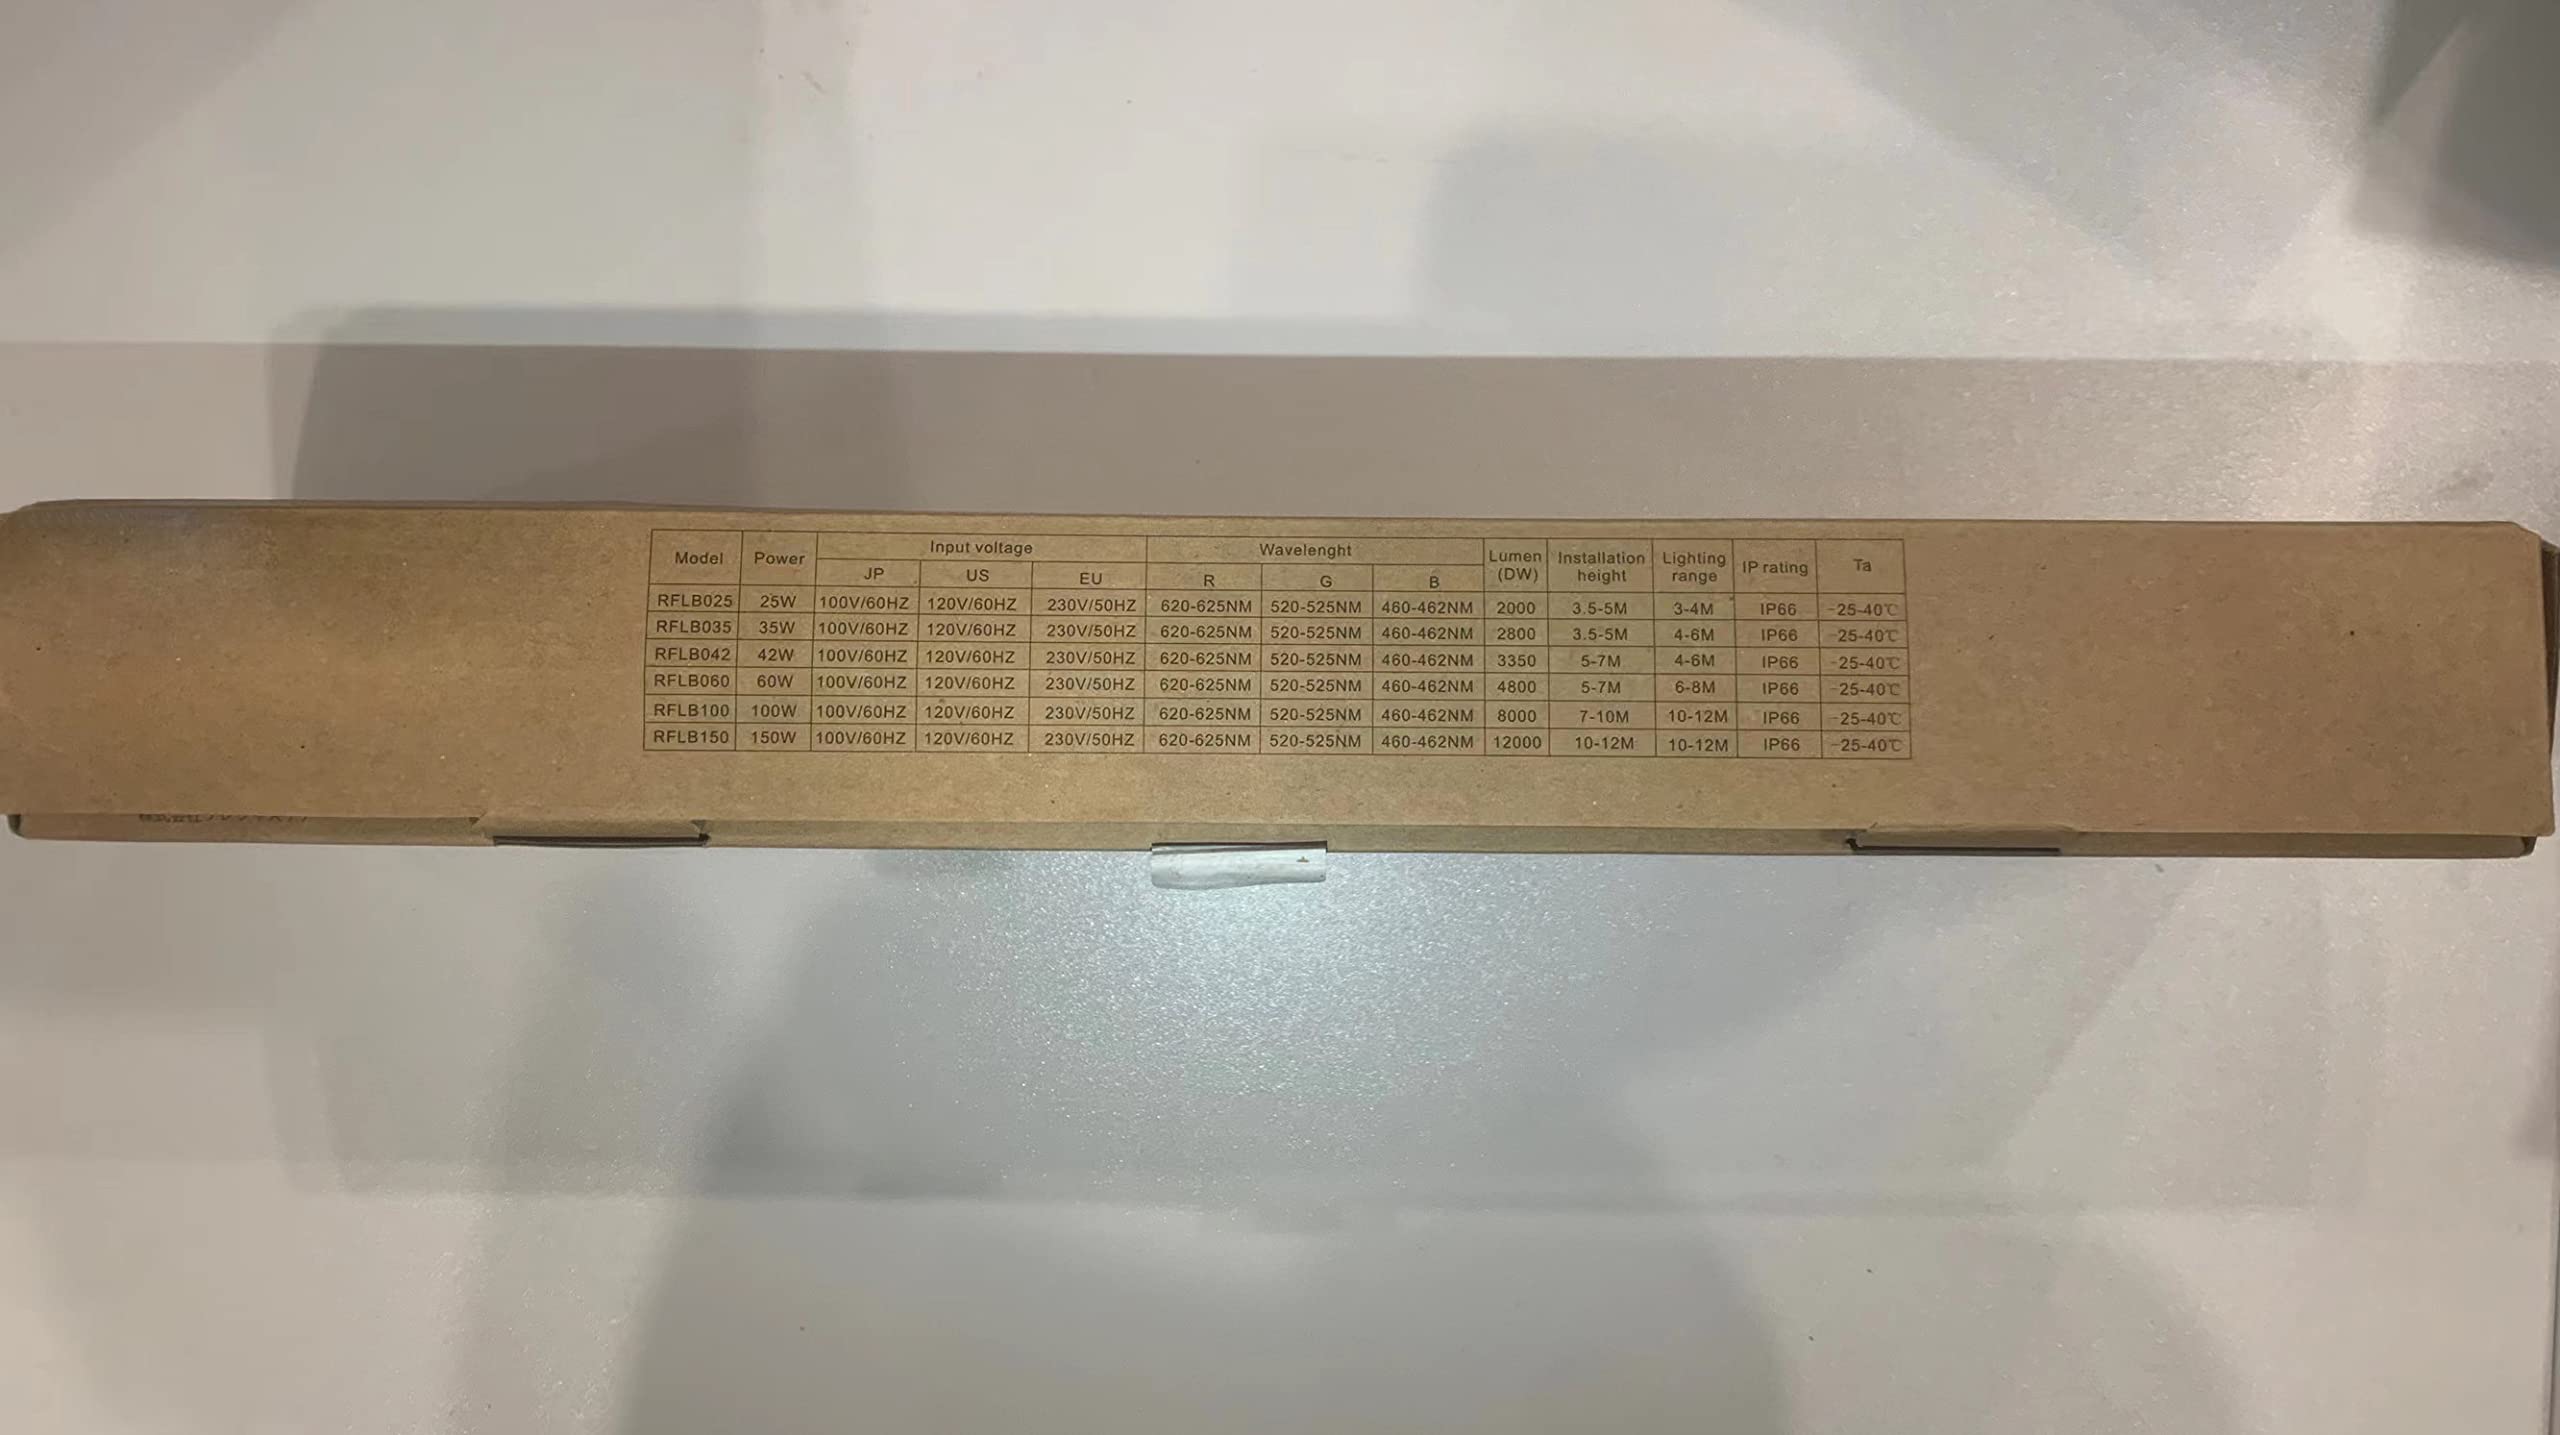 Model Power Input voltage Wavelenght Lumen (DW) Installation height Lighting range IP rating Ta
JP US EU R G B
RFLB025 25W 100V/60HZ 120V/60HZ 230V/50HZ 620-625NM 520-525NM 460-462NM 2000 3.5-5M 3-4M IP66 -25-40℃
RFLB035 35W 100V/60HZ 120V/60HZ 230V/50HZ 620-625NM 520-525NM 460-462NM 2800 3.5-5M 4-6M IP66 -25-40℃
RFLB042 42W 100V/60HZ 120V/60HZ 230V/50HZ 620-625NM 520-525NM 460-462NM 3350 5-7M 4-6M IP66 -25-40℃
RFLB060 60W 100V/60HZ 120V/60HZ 230V/50HZ 620-625NM 520-525NM 460-462NM 4800 5-7M 6-8M IP66 -25-40℃
RFLB100 100W 100V/60HZ 120V/60HZ 230V/50HZ 620-625NM 520-525NM 460-462NM 8000 7-10M 10-12M IP66 -25-40℃
RFLB150 150W 100V/60HZ 120V/60HZ 230V/50HZ 620-625NM 520-525NM 460-462NM 12000 10-12M 10-12M IP66 -25-40℃
株式会社